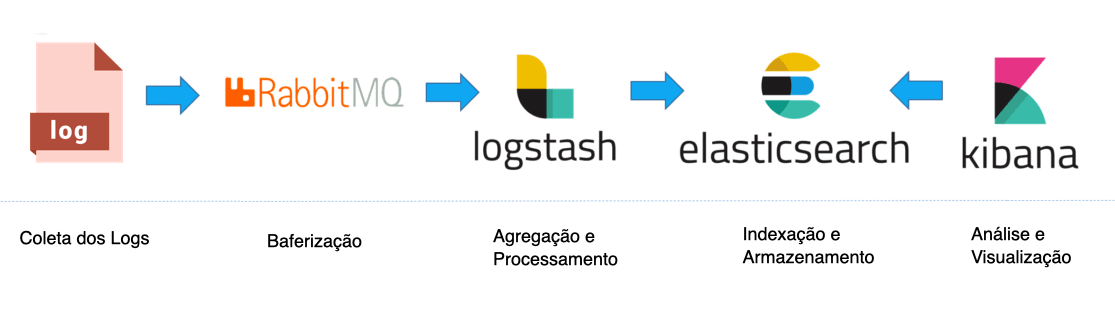 log
RabbitMQ
logstash
elasticsearch
kibana
Coleta dos Logs
Baferização
Agregação e
Processamento
Indexação e
Armazenamento
Análise e
Visualização